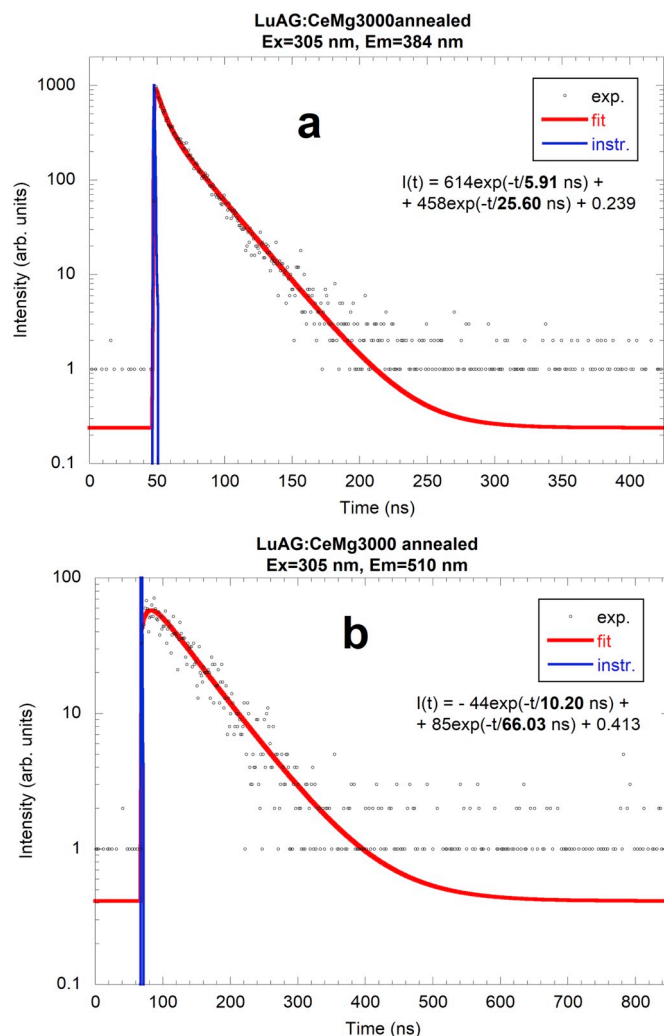 LuAG:CeMg3000annealed
Ex=305 nm, Em=384 nm
1000
100
10
1
0.1
Intensity (arb. units)
a
exp.
fit
instr.
I(t) = 614exp(-t/5.91 ns) +
+ 458exp(-t/25.60 ns) + 0.239
0 50 100 150 200 250 300 350 400
Time (ns)
LuAG:CeMg3000 annealed
Ex=305 nm, Em=510 nm
100
10
1
0.1
Intensity (arb. units)
b
exp.
fit
instr.
I(t) = - 44exp(-t/10.20 ns) +
+ 85exp(-t/66.03 ns) + 0.413
0 100 200 300 400 500 600 700 800
Time (ns)